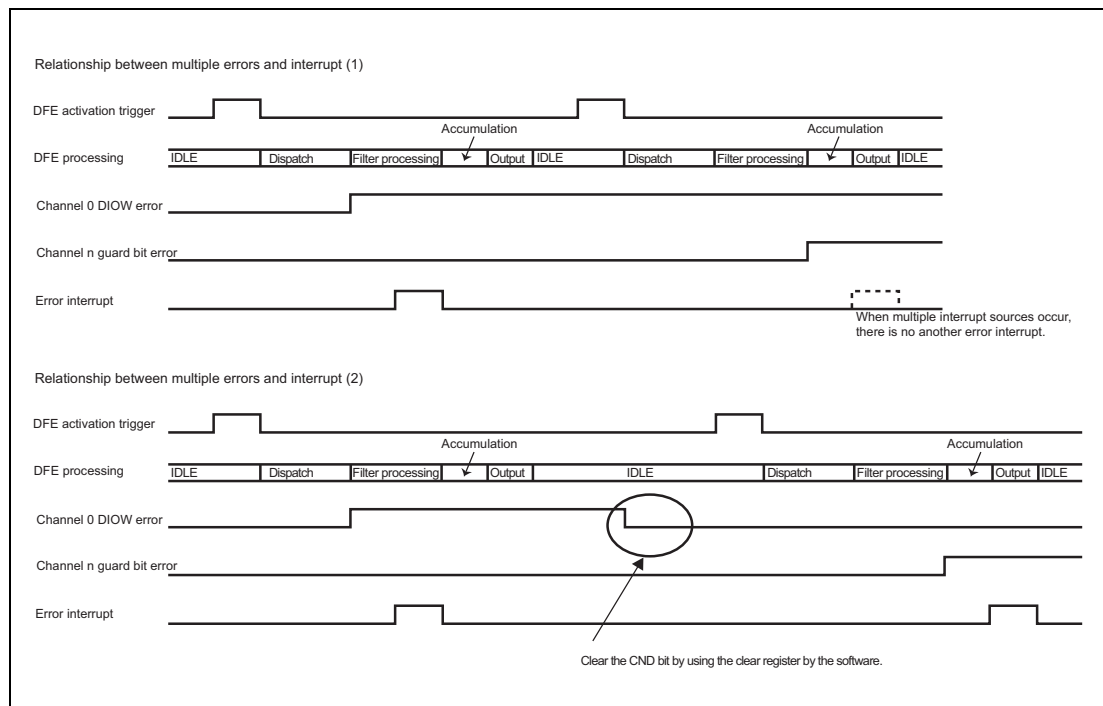 Relationship between multiple errors and interrupt (1)
DFE activation trigger
Accumulation
Accumulation
DFE processing
IDLE
Dispatch
Filter processing
Output
IDLE
Dispatch
Filter processing
Output
IDLE
Channel 0 DIOW error
Channel n guard bit error
Error interrupt
When multiple interrupt sources occur,
there is no another error interrupt.
Relationship between multiple errors and interrupt (2)
DFE activation trigger
Accumulation
Accumulation
DFE processing
IDLE
Dispatch
Filter processing
Output
IDLE
Dispatch
Filter processing
Output
IDLE
Channel 0 DIOW error
Channel n guard bit error
Error interrupt
Clear the CND bit by using the clear register by the software.